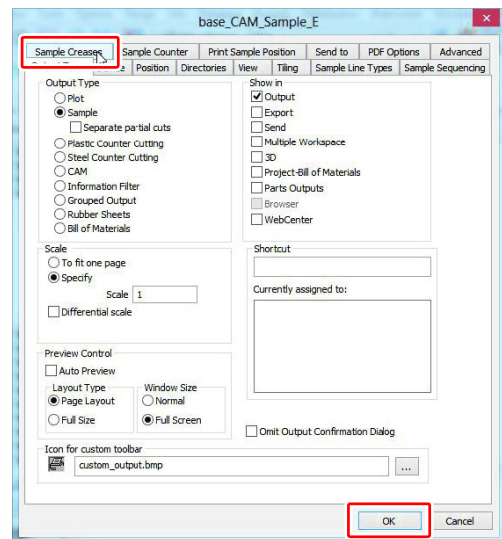 base_CAM_Sample_E
Sample Creases Sample Counter Print Sample Position Send to PDF Options Advanced
Position Directories View Tiling Sample Line Types Sample Sequencing
Output Type
Plot
Sample
Separate partial cuts
Plastic Counter Cutting
Steel Counter Cutting
CAM
Information Filter
Grouped Output
Rubber Sheets
Bill of Materials
Show in
Output
Export
Send
Multiple Workspace
3D
Project-Bill of Materials
Parts Outputs
Browser
WebCenter
Scale
To fit one page
Specify
Scale 1
Differential scale
Shortcut
Currently assigned to:
Preview Control
Auto Preview
Layout Type
Page Layout
Full Size
Window Size
Normal
Full Screen
Omit Output Confirmation Dialog
Icon for custom toolbar
custom_output.bmp ...
OK Cancel